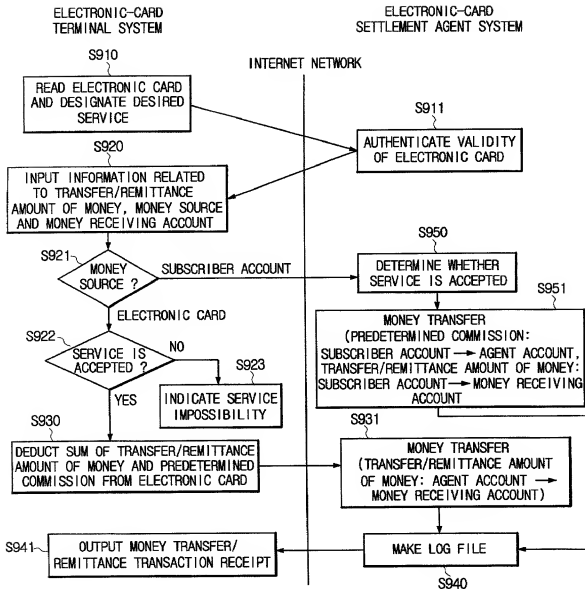 ELECTRONIC-CARD
TERMINAL SYSTEM
ELECTRONIC-CARD
SETTLEMENT AGENT SYSTEM
INTERNET NETWORK
S910
READ ELECTRONIC CARD
AND DESIGNATE DESIRED
SERVICE
S911
AUTHENTICATE VALIDITY
OF ELECTRONIC CARD
S920
INPUT INFORMATION RELATED
TO TRANSFER/REMITTANCE
AMOUNT OF MONEY, MONEY SOURCE
AND MONEY RECEIVING ACCOUNT
S921
MONEY
SOURCE ?
SUBSCRIBER ACCOUNT
S950
DETERMINE WHETHER
SERVICE IS ACCEPTED
S951
MONEY TRANSFER
(PREDETERMINED COMMISSION:
SUBSCRIBER ACCOUNT → AGENT ACCOUNT,
TRANSFER/REMITTANCE AMOUNT OF MONEY:
SUBSCRIBER ACCOUNT → MONEY RECEIVING
ACCOUNT
ELECTRONIC CARD
S922
SERVICE IS
ACCEPTED ?
NO
S923
INDICATE SERVICE
IMPOSSIBILITY
YES
S930
DEDUCT SUM OF TRANSFER/REMITTANCE
AMOUNT OF MONEY AND PREDETERMINED
COMMISSION FROM ELECTRONIC CARD
S931
MONEY TRANSFER
(TRANSFER/REMITTANCE AMOUNT
OF MONEY: AGENT ACCOUNT →
MONEY RECEIVING ACCOUNT)
S941
OUTPUT MONEY TRANSFER/
REMITTANCE TRANSACTION RECEIPT
MAKE LOG FILE
S940